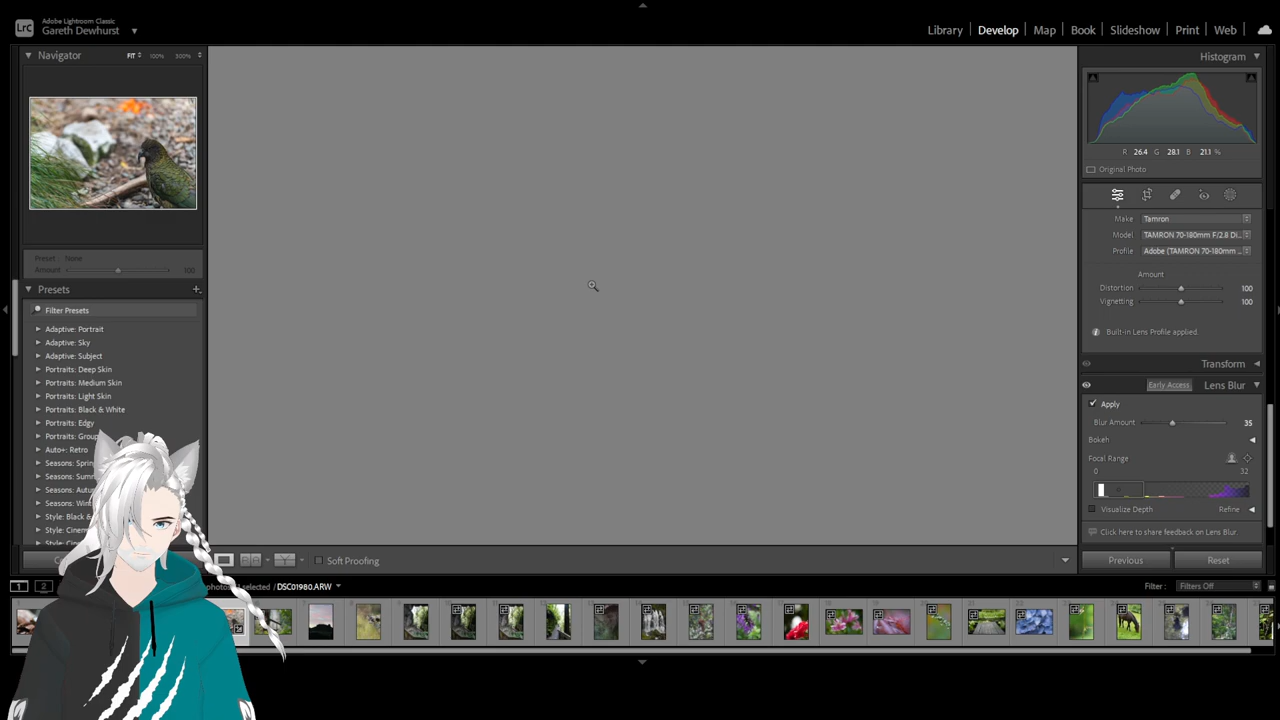 LrC
Adobe Lightroom Classic
Gareth Dewhurst
Library | Develop | Map | Book | Slideshow | Print | Web
Navigator FIT 100% 300%
Histogram
R 26.4 G 28.1 B 21.1 %
Original Photo
Make Tamron
Model TAMRON 70-180mm F/2.8 Di...
Profile Adobe (TAMRON 70-180mm ...
Amount
Distortion 100
Vignetting 100
Built-in Lens Profile applied.
Transform
Early Access Lens Blur
Apply
Blur Amount 35
Bokeh
Focal Range
0 32
Visualize Depth Refine
Click here to share feedback on Lens Blur.
Previous Reset
Preset: None
Amount 100
Presets
Filter Presets
Adaptive: Portrait
Adaptive: Sky
Adaptive: Subject
Portraits: Deep Skin
Portraits: Medium Skin
Portraits: Light Skin
Portraits: Black & White
Portraits: Edgy
Portraits: Group
Auto+: Retro
Seasons: Spring
Seasons: Summ
Seasons: Autu
Seasons: Win
Style: Black &
Style: Cinem
Soft Proofing
1 2
selected / DSC01980.ARW
Filter: Filters Off